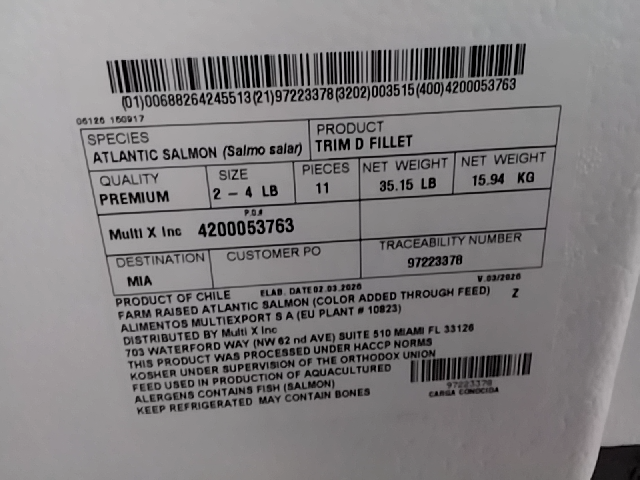 (01)00688264245513(21)97223378(3202)003515(400)4200053763
06126 160917
SPECIES
ATLANTIC SALMON (Salmo salar)
PRODUCT
TRIM D FILLET
QUALITY
PREMIUM
SIZE
2 - 4 LB
PIECES
11
NET WEIGHT
35.15 LB
NET WEIGHT
15.94 KG
P.O.#
Multi X Inc 4200053763
DESTINATION
MIA
CUSTOMER PO
TRACEABILITY NUMBER
97223378
PRODUCT OF CHILE ELAB. DATE 02.03.2026 V.03/2026
FARM RAISED ATLANTIC SALMON (COLOR ADDED THROUGH FEED) Z
ALIMENTOS MULTIEXPORT S A (EU PLANT # 10823)
DISTRIBUTED BY Multi X Inc
703 WATERFORD WAY (NW 62 nd AVE) SUITE 510 MIAMI FL 33126
THIS PRODUCT WAS PROCESSED UNDER HACCP NORMS
KOSHER UNDER SUPERVISION OF THE ORTHODOX UNION
FEED USED IN PRODUCTION OF AQUACULTURED
ALERGENS CONTAINS FISH (SALMON)
KEEP REFRIGERATED MAY CONTAIN BONES
97223378
CARGA CONOCIDA